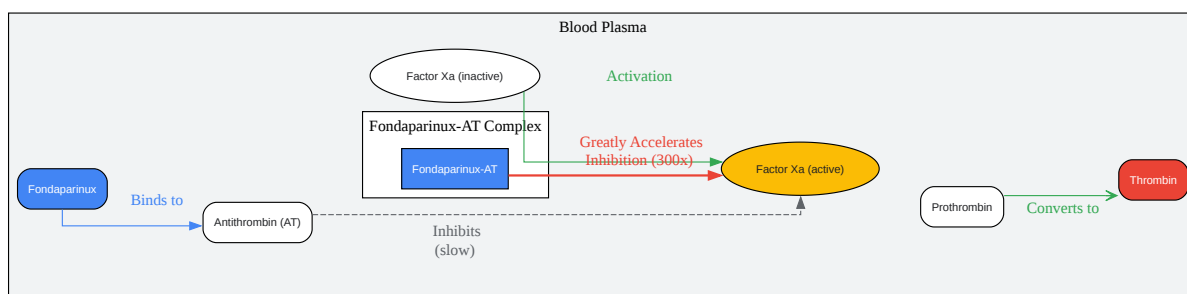 Blood Plasma
Factor Xa (inactive)
Activation
Fondaparinux-AT Complex
Greatly Accelerates
Inhibition (300x)
Fondaparinux-AT
Factor Xa (active)
Fondaparinux
Binds to
Antithrombin (AT)
Inhibits
(slow)
Prothrombin
Converts to
Thrombin